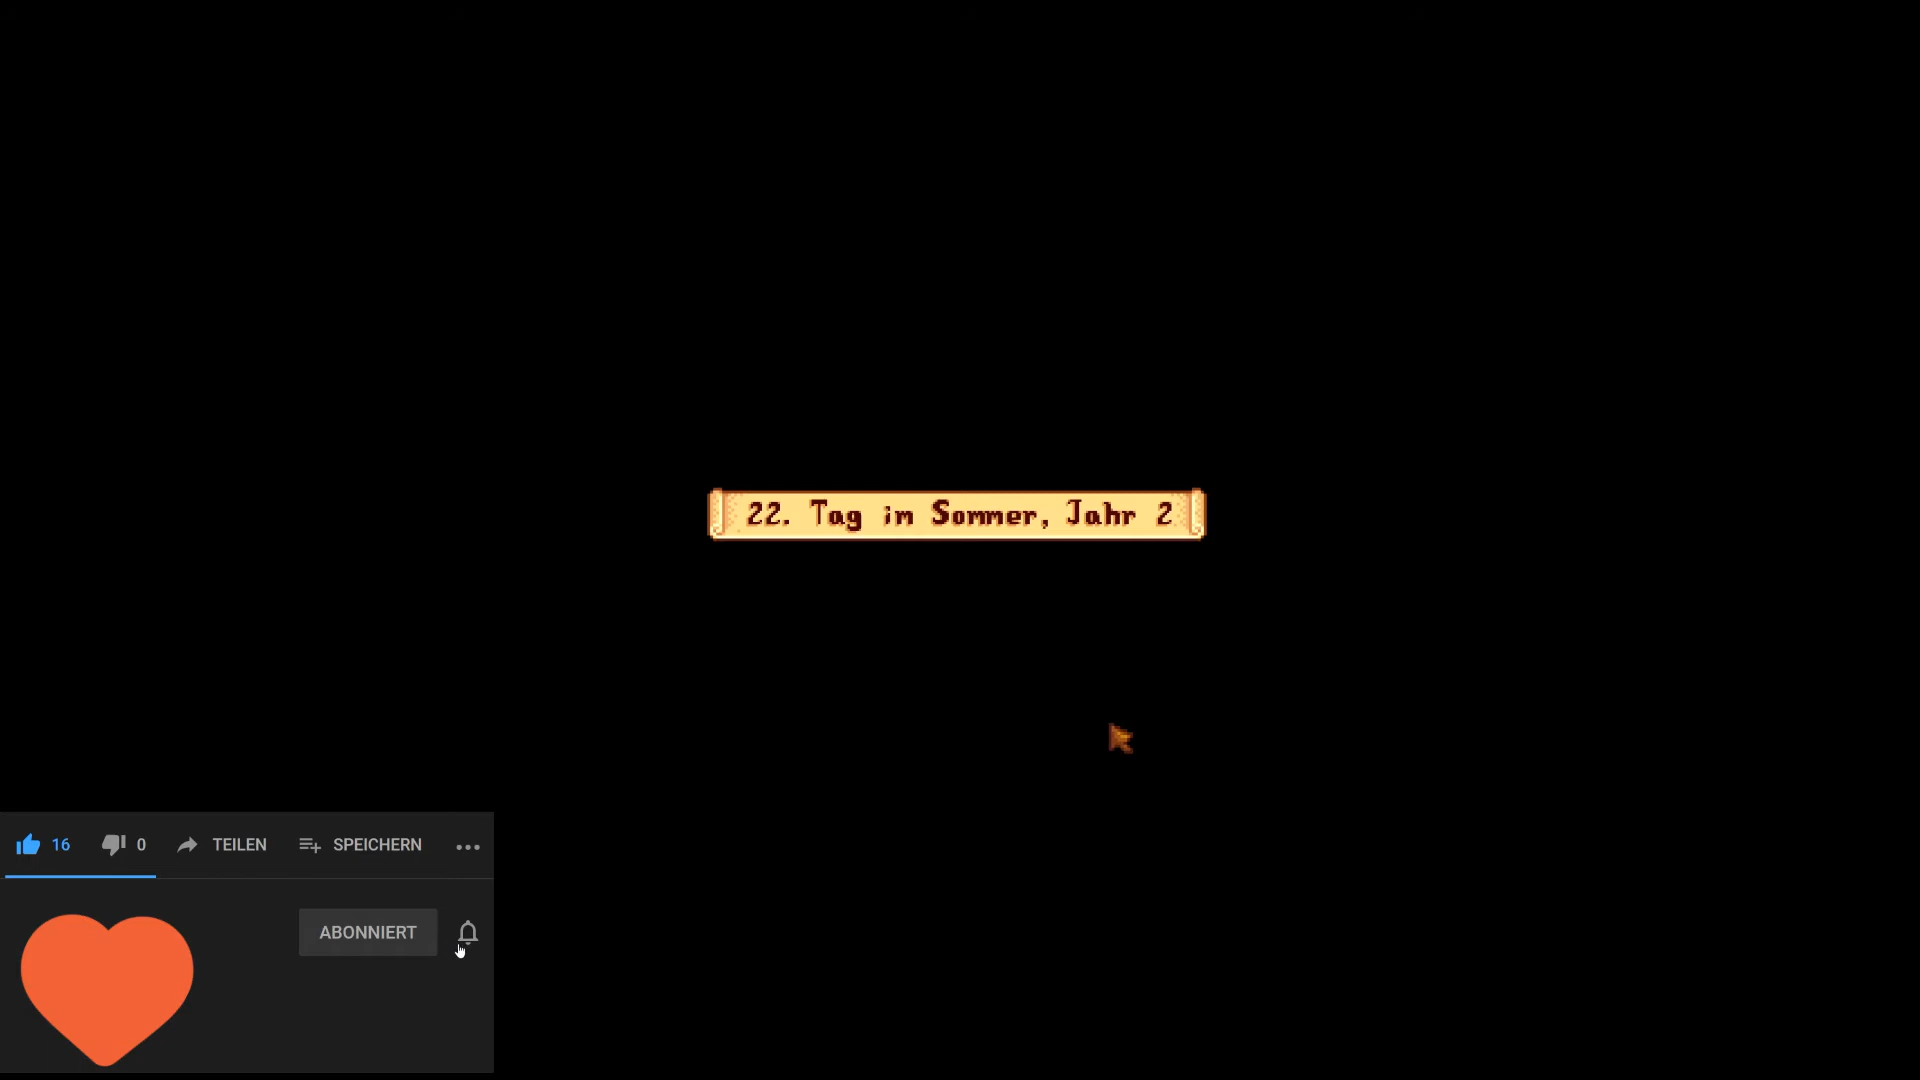 22. Tag im Sommer, Jahr 2
16 0 TEILEN SPEICHERN
ABONNIERT